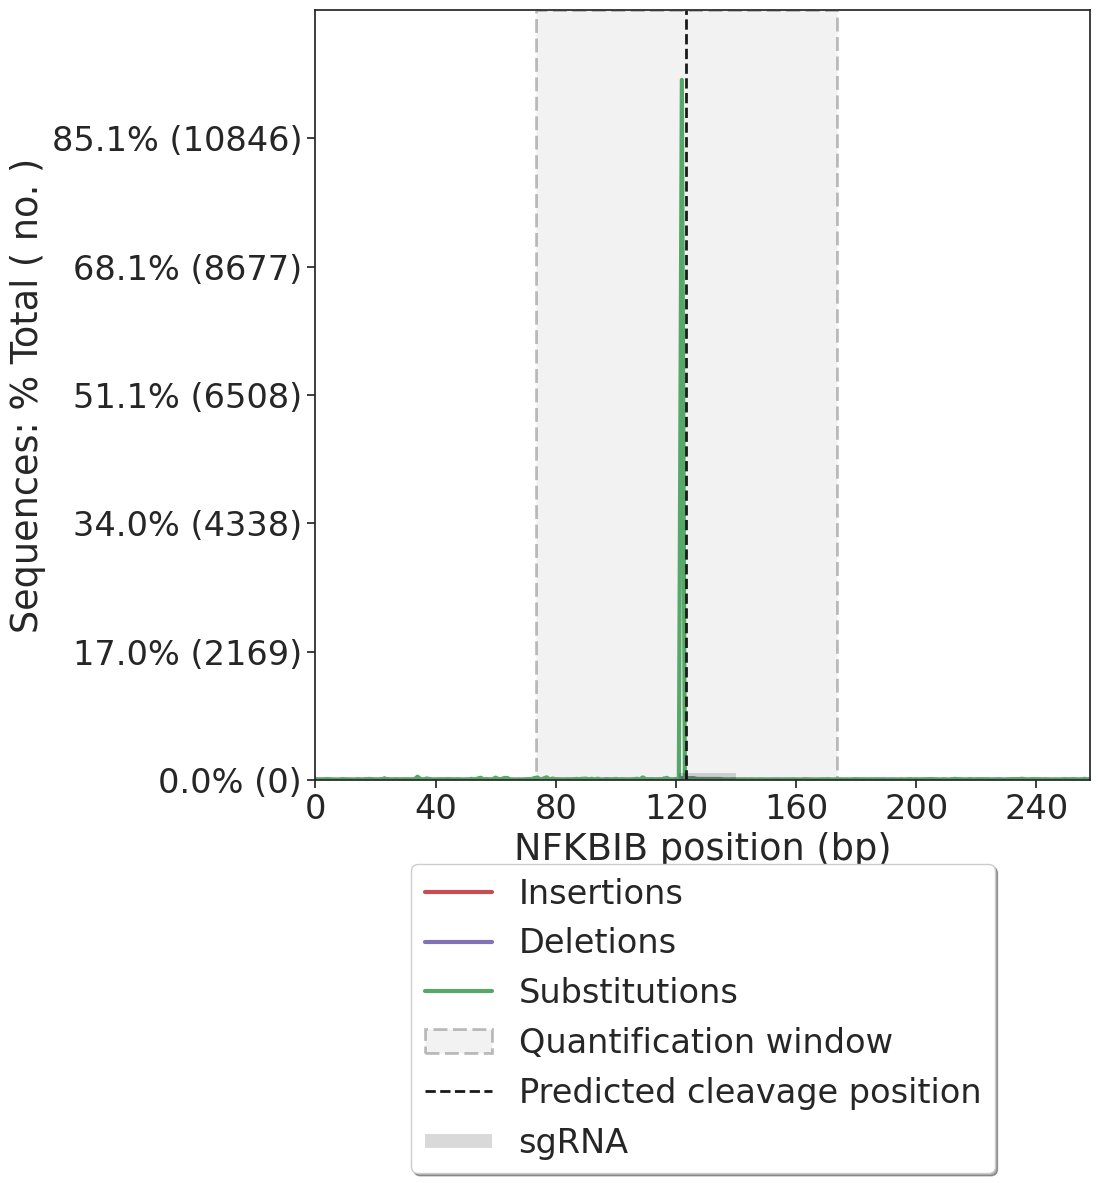 Sequences: % Total ( no. )
85.1% (10846)
68.1% (8677)
51.1% (6508)
34.0% (4338)
17.0% (2169)
0.0% (0)
0 40 80 120 160 200 240
NFKBIB position (bp)
Insertions
Deletions
Substitutions
Quantification window
Predicted cleavage position
sgRNA